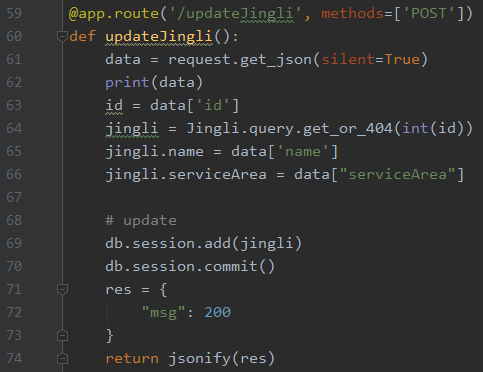 59 @app.route('/updateJingli', methods=['POST'])
60 def updateJingli():
61     data = request.get_json(silent=True)
62     print(data)
63     id = data['id']
64     jingli = Jingli.query.get_or_404(int(id))
65     jingli.name = data['name']
66     jingli.serviceArea = data["serviceArea"]
67
68     # update
69     db.session.add(jingli)
70     db.session.commit()
71     res = {
72         "msg": 200
73     }
74     return jsonify(res)